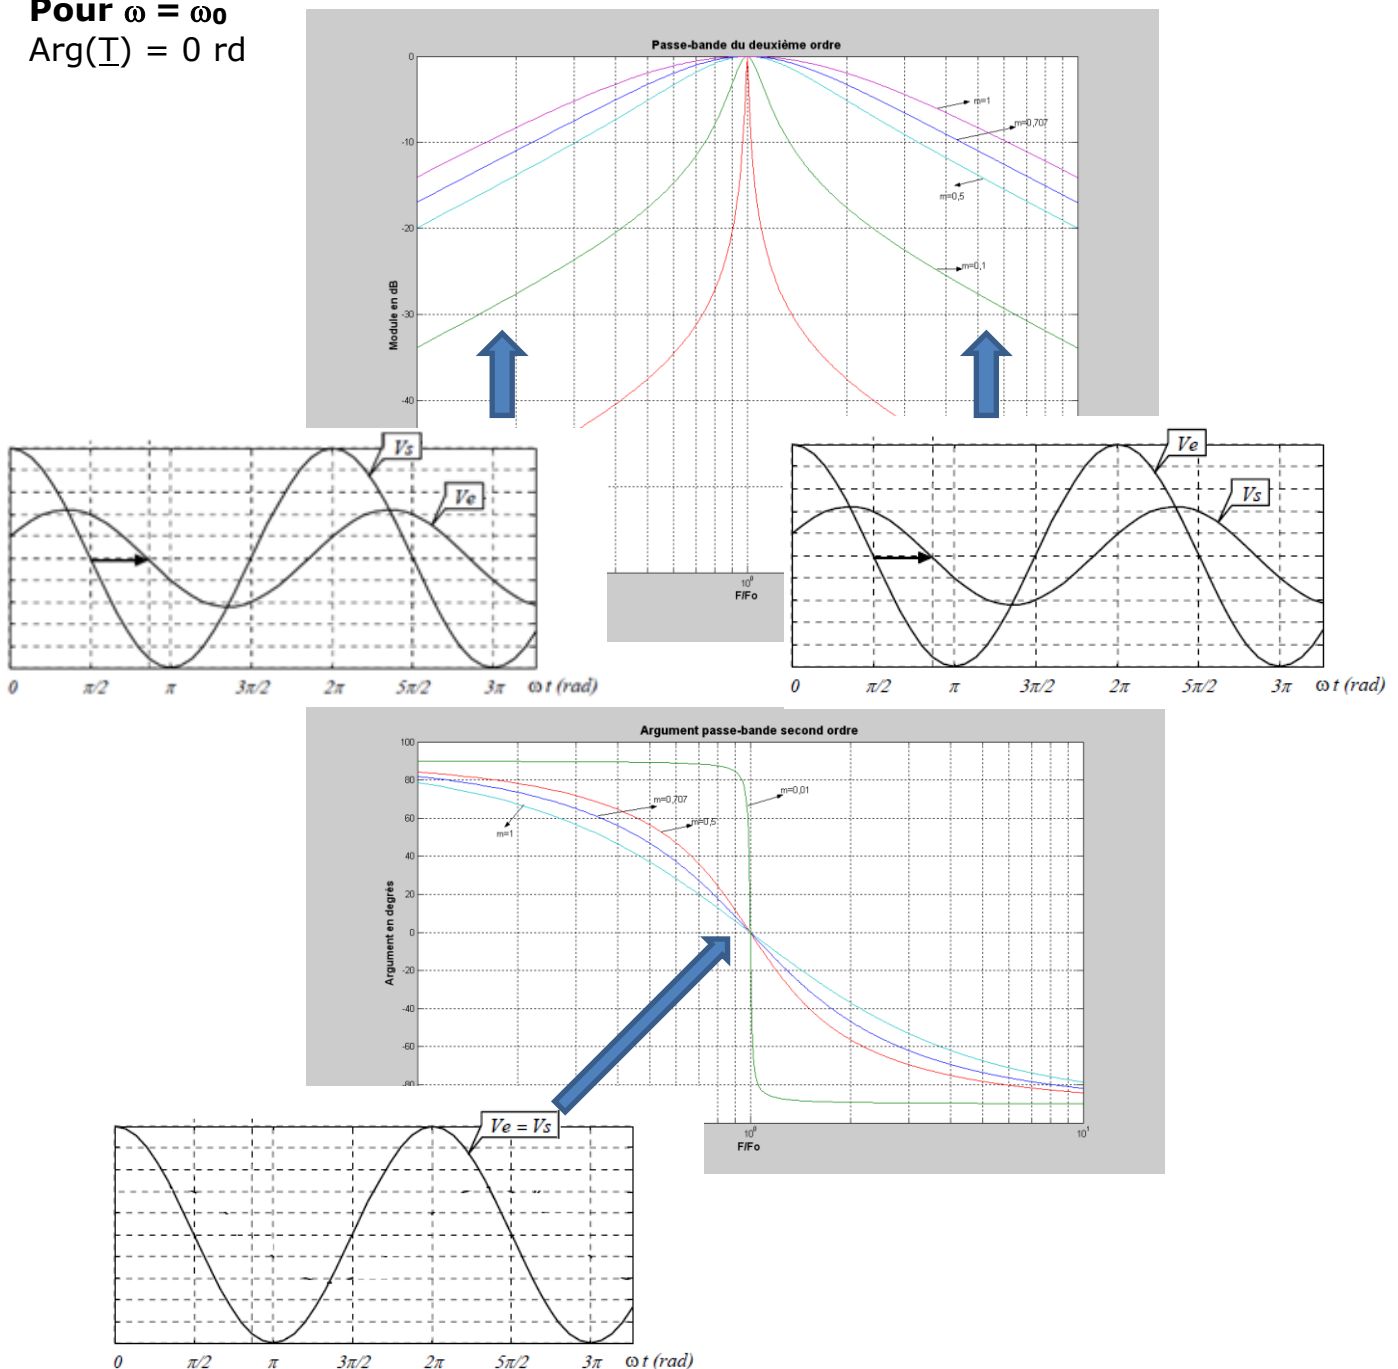 Pour ω = ω0
Arg(T) = 0 rd
Passe-bande du deuxième ordre
0
-10
-20
-30
-40
Module en dB
m=1
m=0,707
m=0,5
m=0,1
10^0
F/Fo
Vs
Ve
0 π/2 π 3π/2 2π 5π/2 3π ω t (rad)
Ve
Vs
0 π/2 π 3π/2 2π 5π/2 3π ω t (rad)
Argument passe-bande second ordre
100
80
60
40
20
0
-20
-40
-60
-80
Argument en degrès
m=0,01
m=0,707
m=0,5
m=1
10^0
10^1
F/Fo
Ve = Vs
0 π/2 π 3π/2 2π 5π/2 3π ω t (rad)